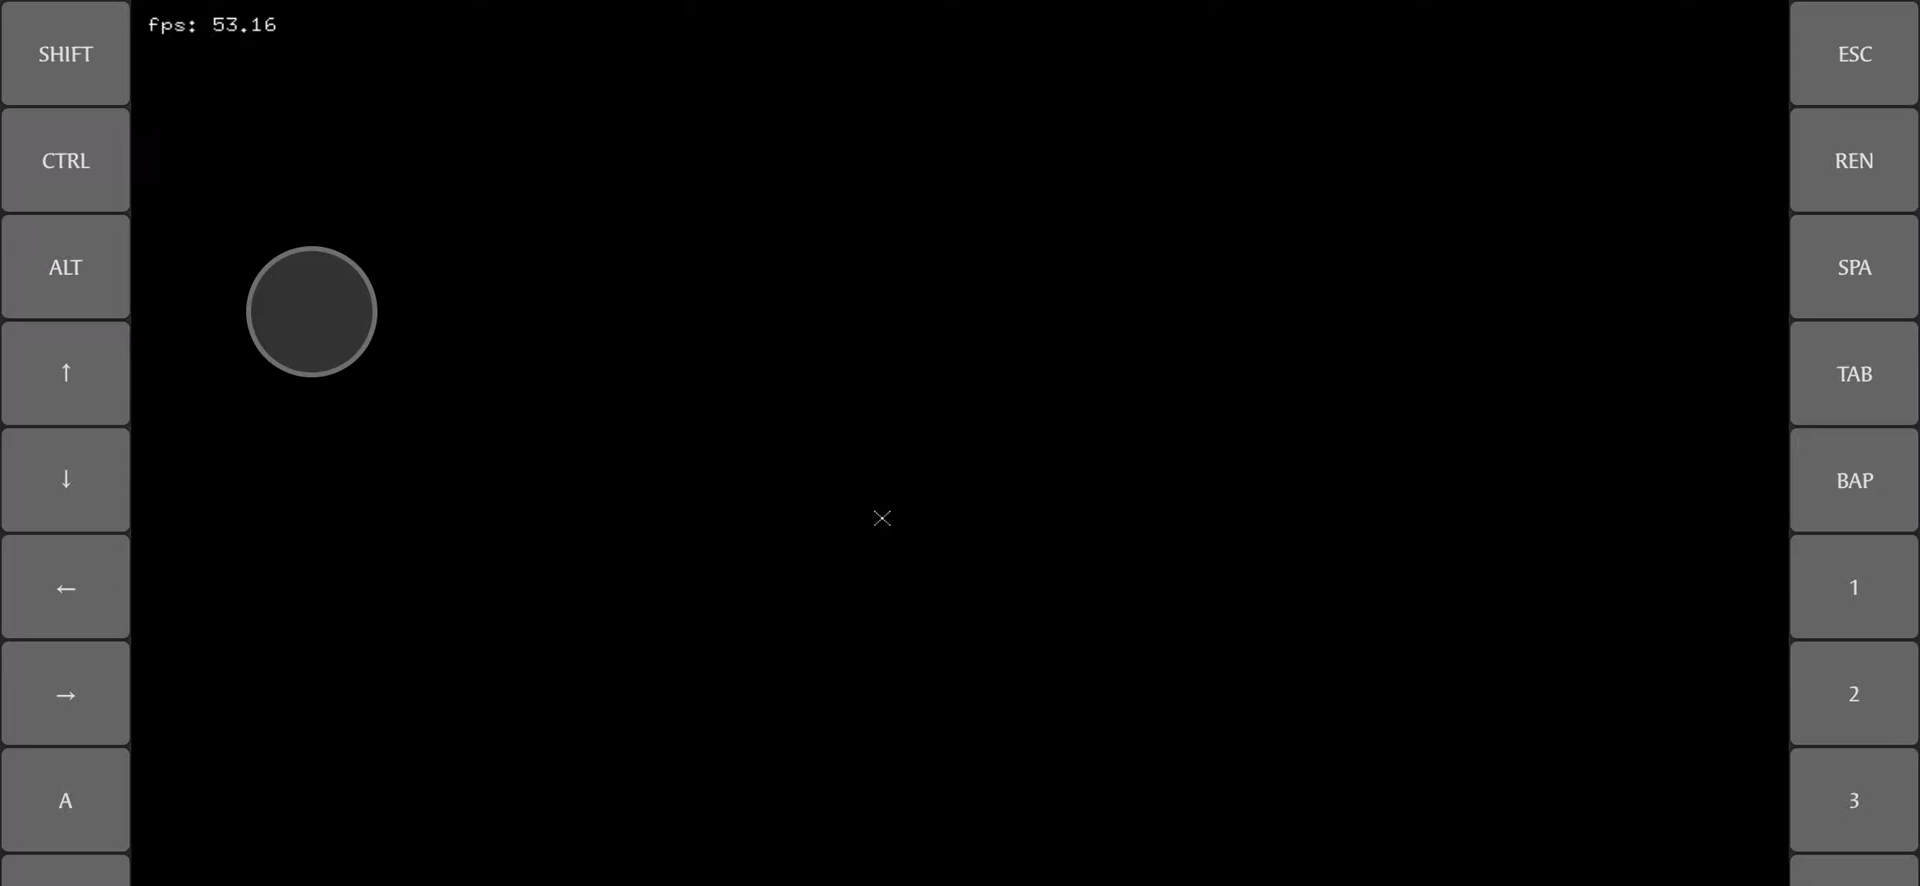 fps: 53.16
SHIFT
CTRL
ALT
↑
↓
←
→
A
ESC
REN
SPA
TAB
BAP
1
2
3